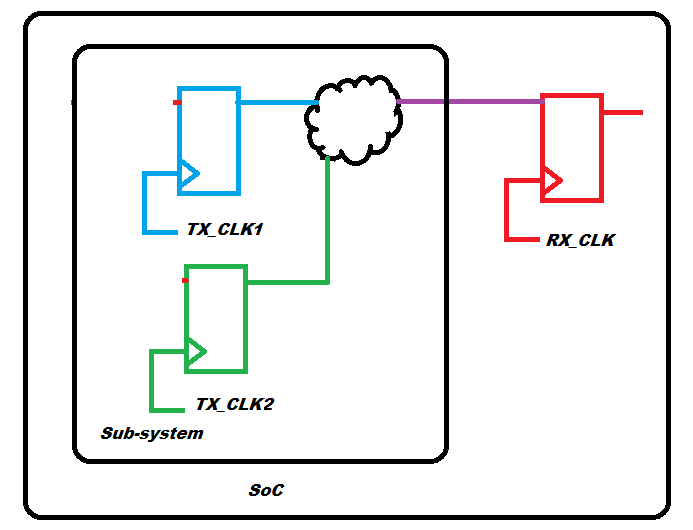 TX_CLK1
RX_CLK
TX_CLK2
Sub-system
SoC